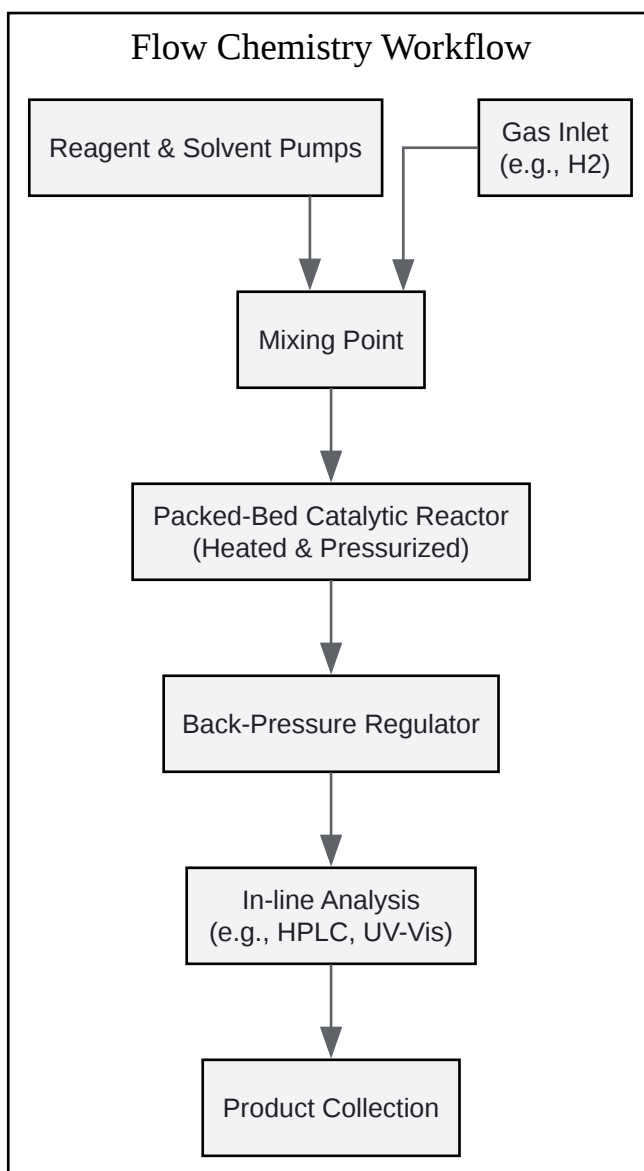 Flow Chemistry Workflow
Reagent & Solvent Pumps
Gas Inlet
(e.g., H2)
Mixing Point
Packed-Bed Catalytic Reactor
(Heated & Pressurized)
Back-Pressure Regulator
In-line Analysis
(e.g., HPLC, UV-Vis)
Product Collection